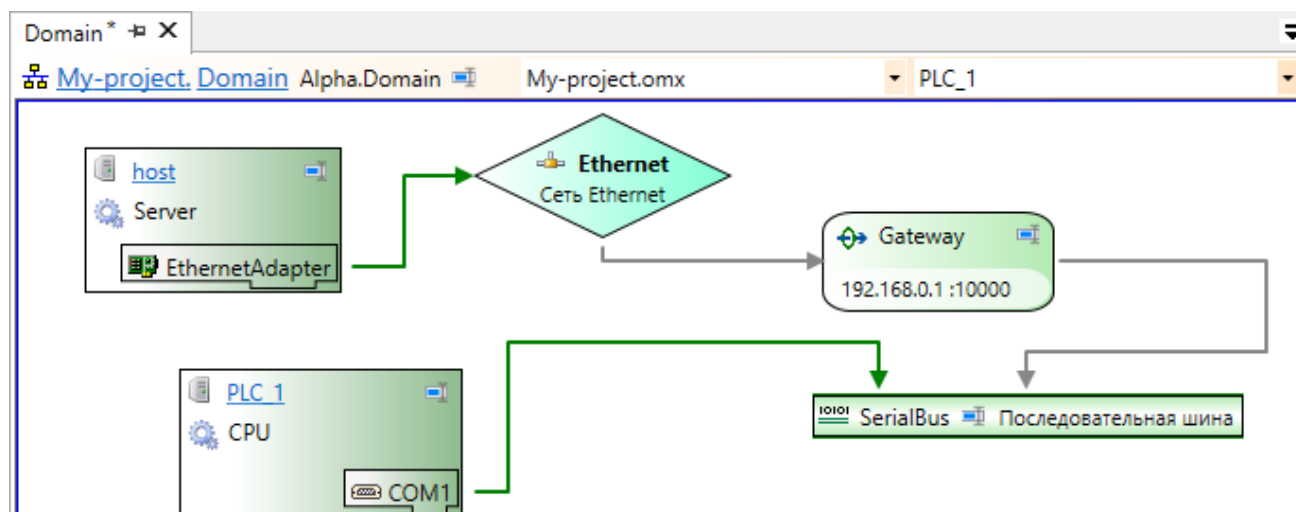 Domain*
My-project. Domain Alpha.Domain My-project.omx PLC_1
host
Server
EthernetAdapter
Ethernet
Сеть Ethernet
Gateway
192.168.0.1 :10000
PLC_1
CPU
COM1
10101 SerialBus Последовательная шина